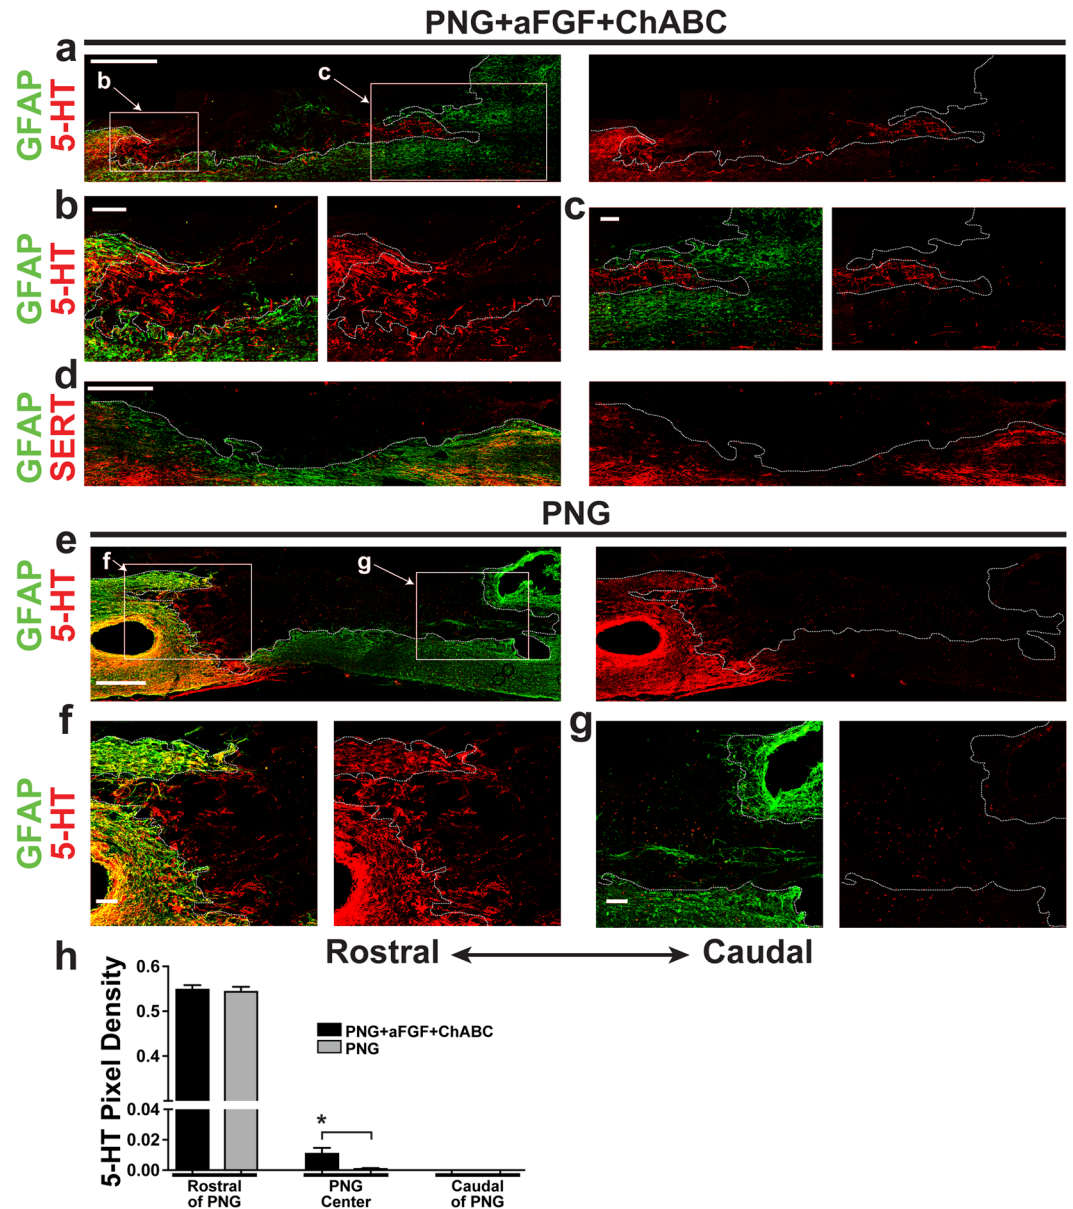 PNG+aFGF+ChABC
a
GFAP
5-HT
b
c
b
GFAP
5-HT
c
d
GFAP
SERT
PNG
e
GFAP
5-HT
f
g
f
GFAP
5-HT
g
Rostral
Caudal
h
5-HT Pixel Density
0.6
0.5
0.4
0.04
0.02
0.00
PNG+aFGF+ChABC
PNG
*
Rostral
of PNG
PNG
Center
Caudal
of PNG